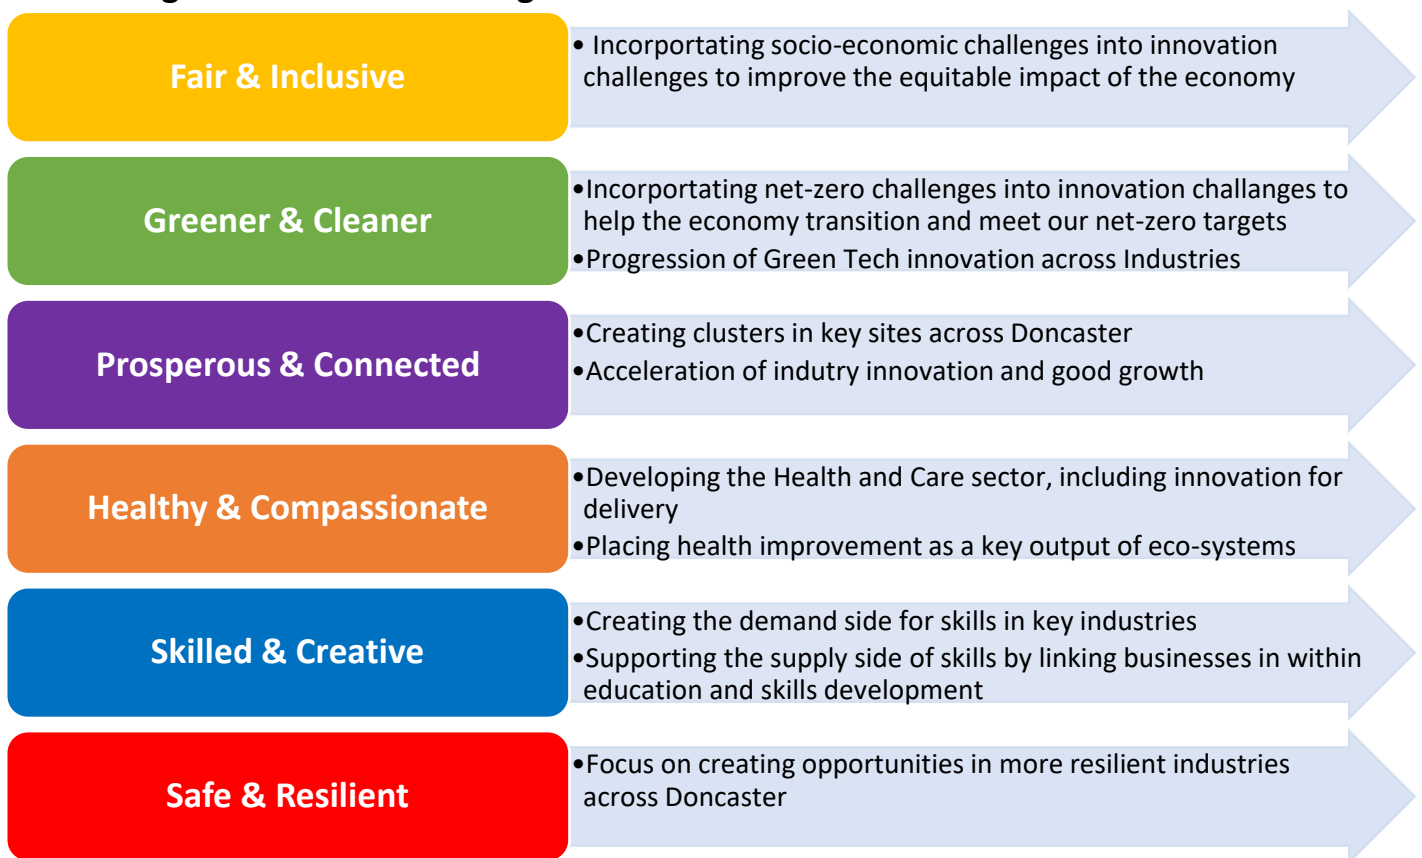 Fair & Inclusive
• Incorportating socio-economic challenges into innovation
challenges to improve the equitable impact of the economy
Greener & Cleaner
•Incorportating net-zero challenges into innovation challanges to
help the economy transition and meet our net-zero targets
•Progression of Green Tech innovation across Industries
Prosperous & Connected
•Creating clusters in key sites across Doncaster
•Acceleration of indutry innovation and good growth
Healthy & Compassionate
•Developing the Health and Care sector, including innovation for
delivery
•Placing health improvement as a key output of eco-systems
Skilled & Creative
•Creating the demand side for skills in key industries
•Supporting the supply side of skills by linking businesses in within
education and skills development
Safe & Resilient
•Focus on creating opportunities in more resilient industries
across Doncaster